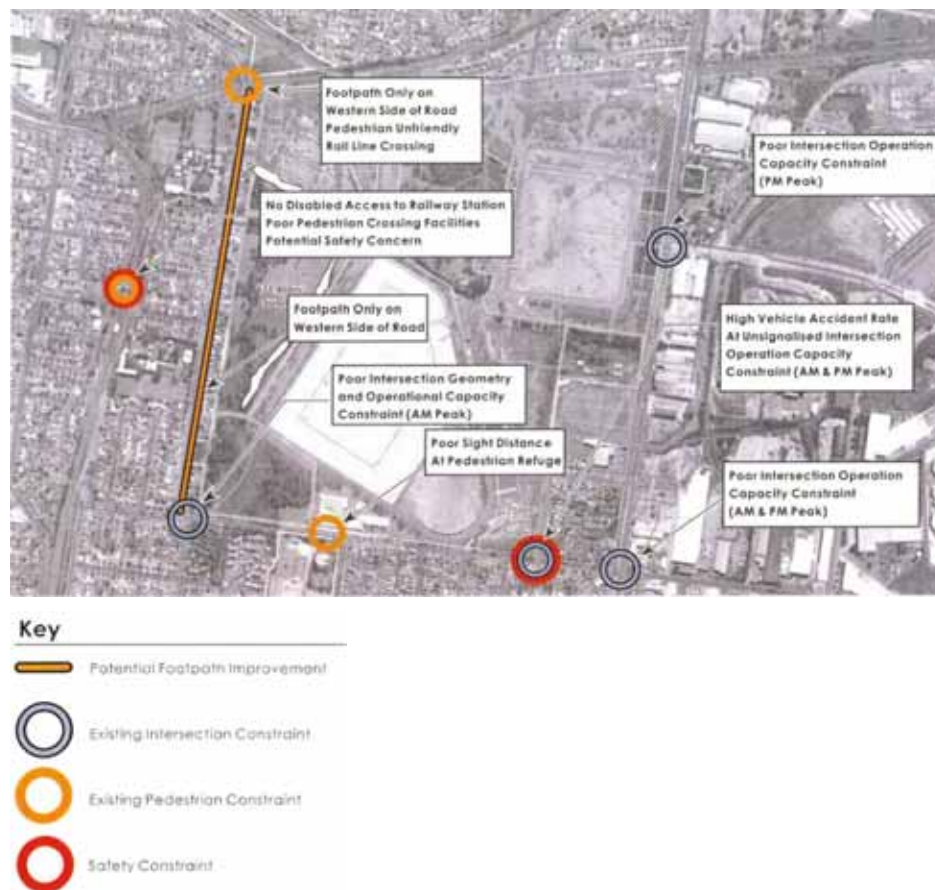 Footpath Only on
Western Side of Road
Pedestrian Unfriendly
Rail Line Crossing
Poor Intersection Operation
Capacity Constraint
(PM Peak)
No Disabled Access to Railway Station
Poor Pedestrian Crossing Facilities
Potential Safety Concern
Footpath Only on
Western Side of Road
High Vehicle Accident Rate
At Unsignalised Intersection
Operation Capacity
Constraint (AM & PM Peak)
Poor Intersection Geometry
and Operational Capacity
Constraint (AM Peak)
Poor Sight Distance
At Pedestrian Refuge
Poor Intersection Operation
Capacity Constraint
(AM & PM Peak)
Key
Potential Footpath Improvement
Existing Intersection Constraint
Existing Pedestrian Constraint
Safety Constraint